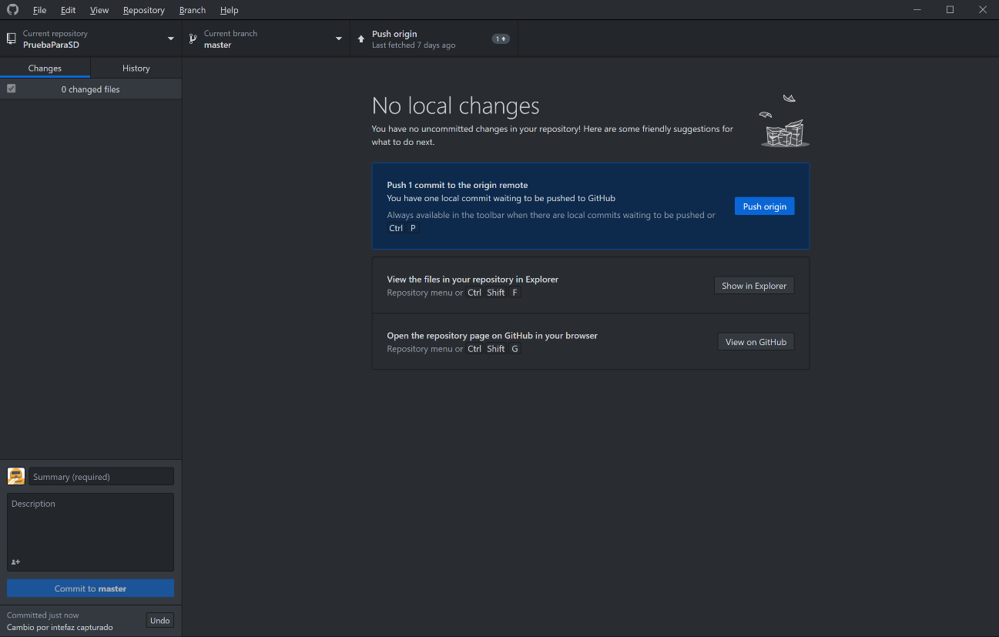 File Edit View Repository Branch Help
Current repository
PruebaParaSD
Current branch
master
Push origin
Last fetched 7 days ago
1
Changes History
0 changed files
No local changes
You have no uncommitted changes in your repository! Here are some friendly suggestions for
what to do next.
Push 1 commit to the origin remote
You have one local commit waiting to be pushed to GitHub
Always available in the toolbar when there are local commits waiting to be pushed or
Ctrl P
Push origin
View the files in your repository in Explorer
Repository menu or Ctrl Shift F
Show in Explorer
Open the repository page on GitHub in your browser
Repository menu or Ctrl Shift G
View on GitHub
Summary (required)
Description
Commit to master
Committed just now
Cambio por intefaz capturado
Undo